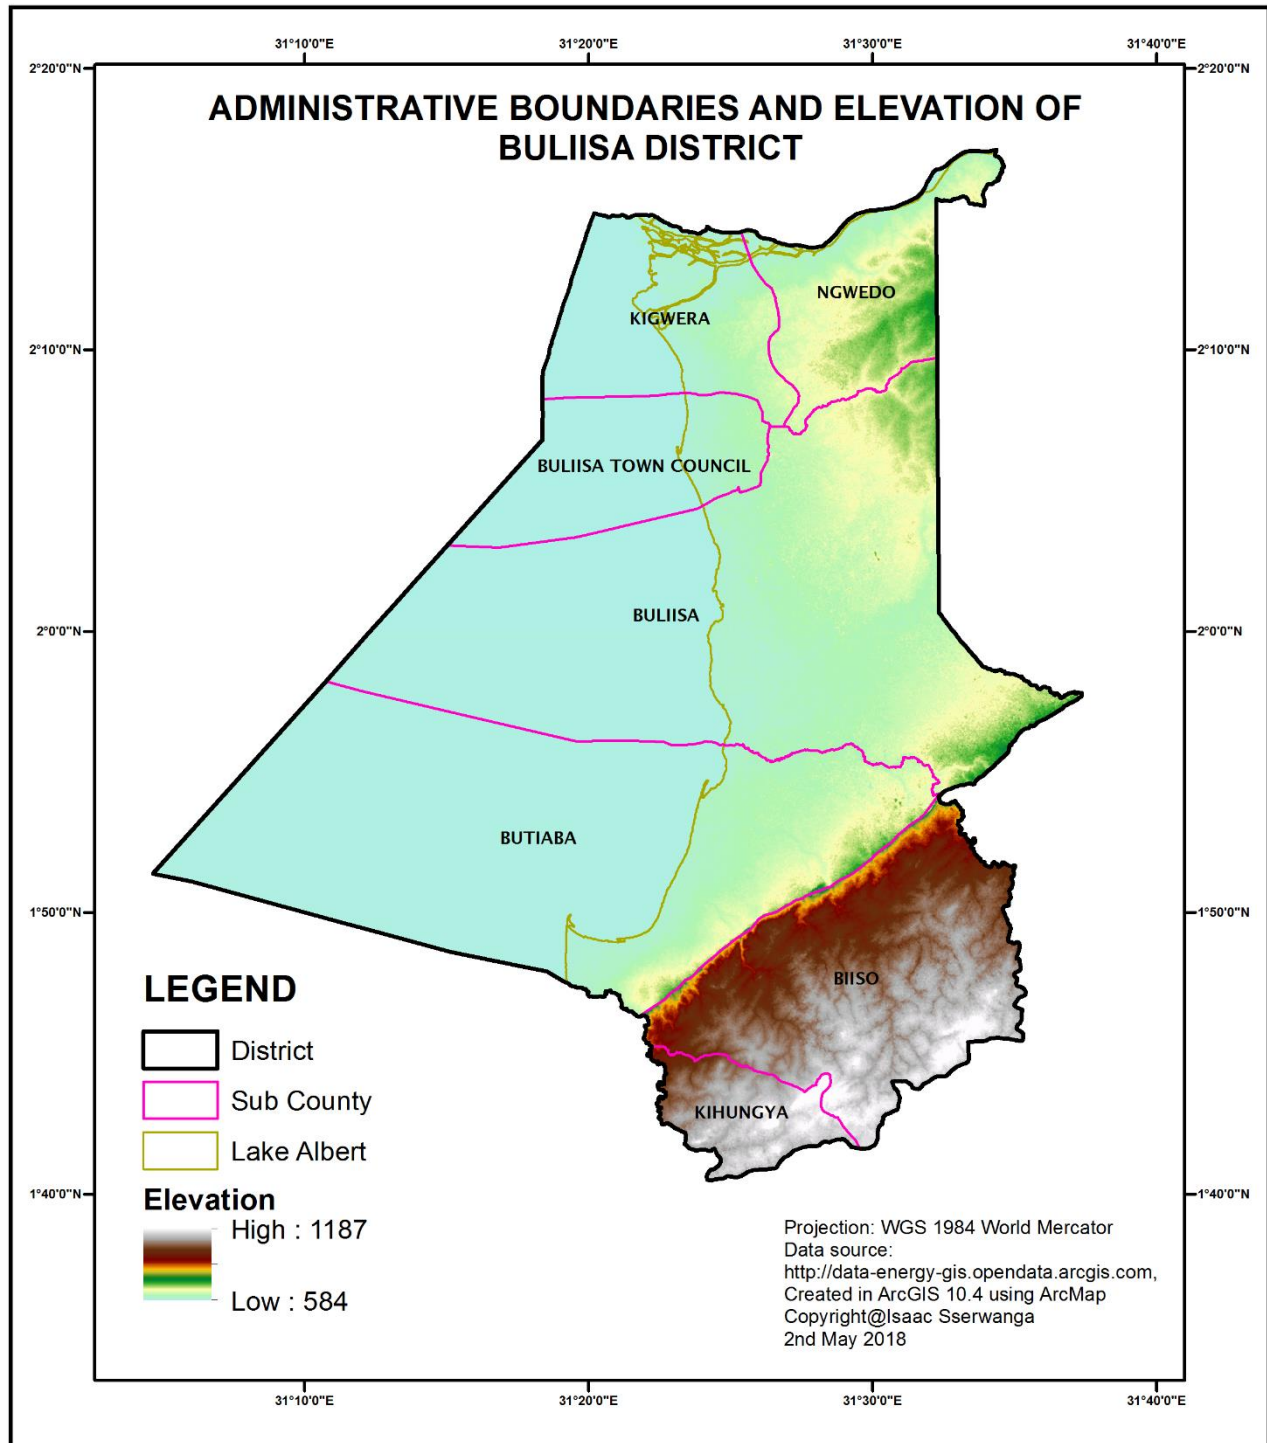 31°10'0"E
31°20'0"E
31°30'0"E
31°40'0"E
2°20'0"N
2°20'0"N
ADMINISTRATIVE BOUNDARIES AND ELEVATION OF
BULIISA DISTRICT
NGWEDO
KIGWERA
2°10'0"N
2°10'0"N
BULIISA TOWN COUNCIL
BULIISA
2°0'0"N
2°0'0"N
BUTIABA
1°50'0"N
1°50'0"N
BIISO
KIHUNGYA
LEGEND
District
Sub County
Lake Albert
Elevation
High : 1187
Low : 584
1°40'0"N
1°40'0"N
Projection: WGS 1984 World Mercator
Data source:
http://data-energy-gis.opendata.arcgis.com,
Created in ArcGIS 10.4 using ArcMap
Copyright@Isaac Sserwanga
2nd May 2018
31°10'0"E
31°20'0"E
31°30'0"E
31°40'0"E